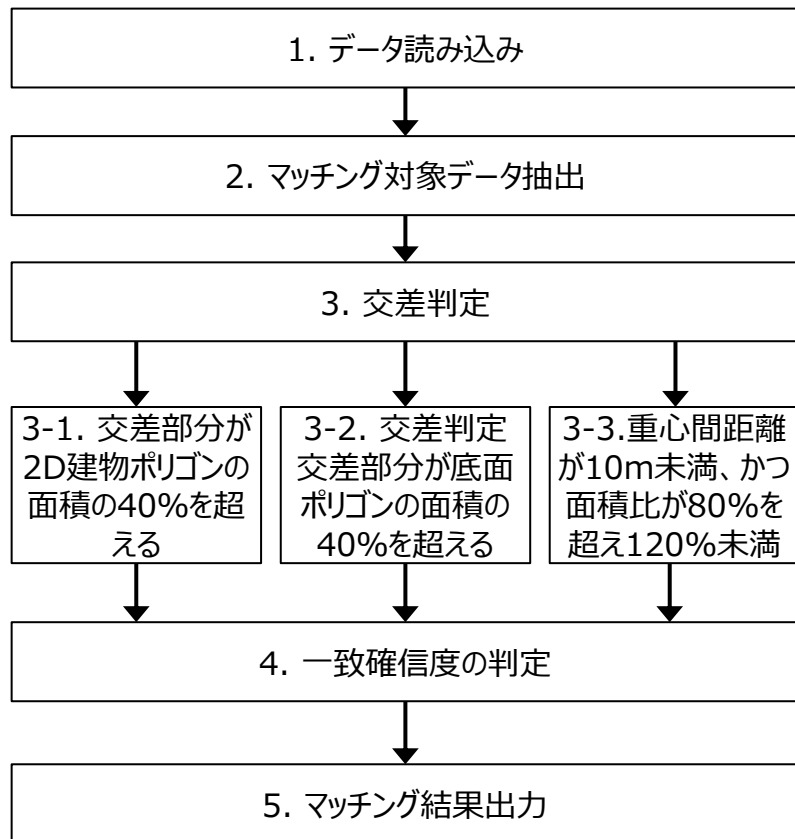 1. データ読み込み
2. マッチング対象データ抽出
3. 交差判定
3-1. 交差部分が
2D建物ポリゴンの
面積の40%を超
える
3-2. 交差判定
交差部分が底面
ポリゴンの面積の
40%を超える
3-3.重心間距離
が10m未満、かつ
面積比が80%を
超え120%未満
4. 一致確信度の判定
5. マッチング結果出力